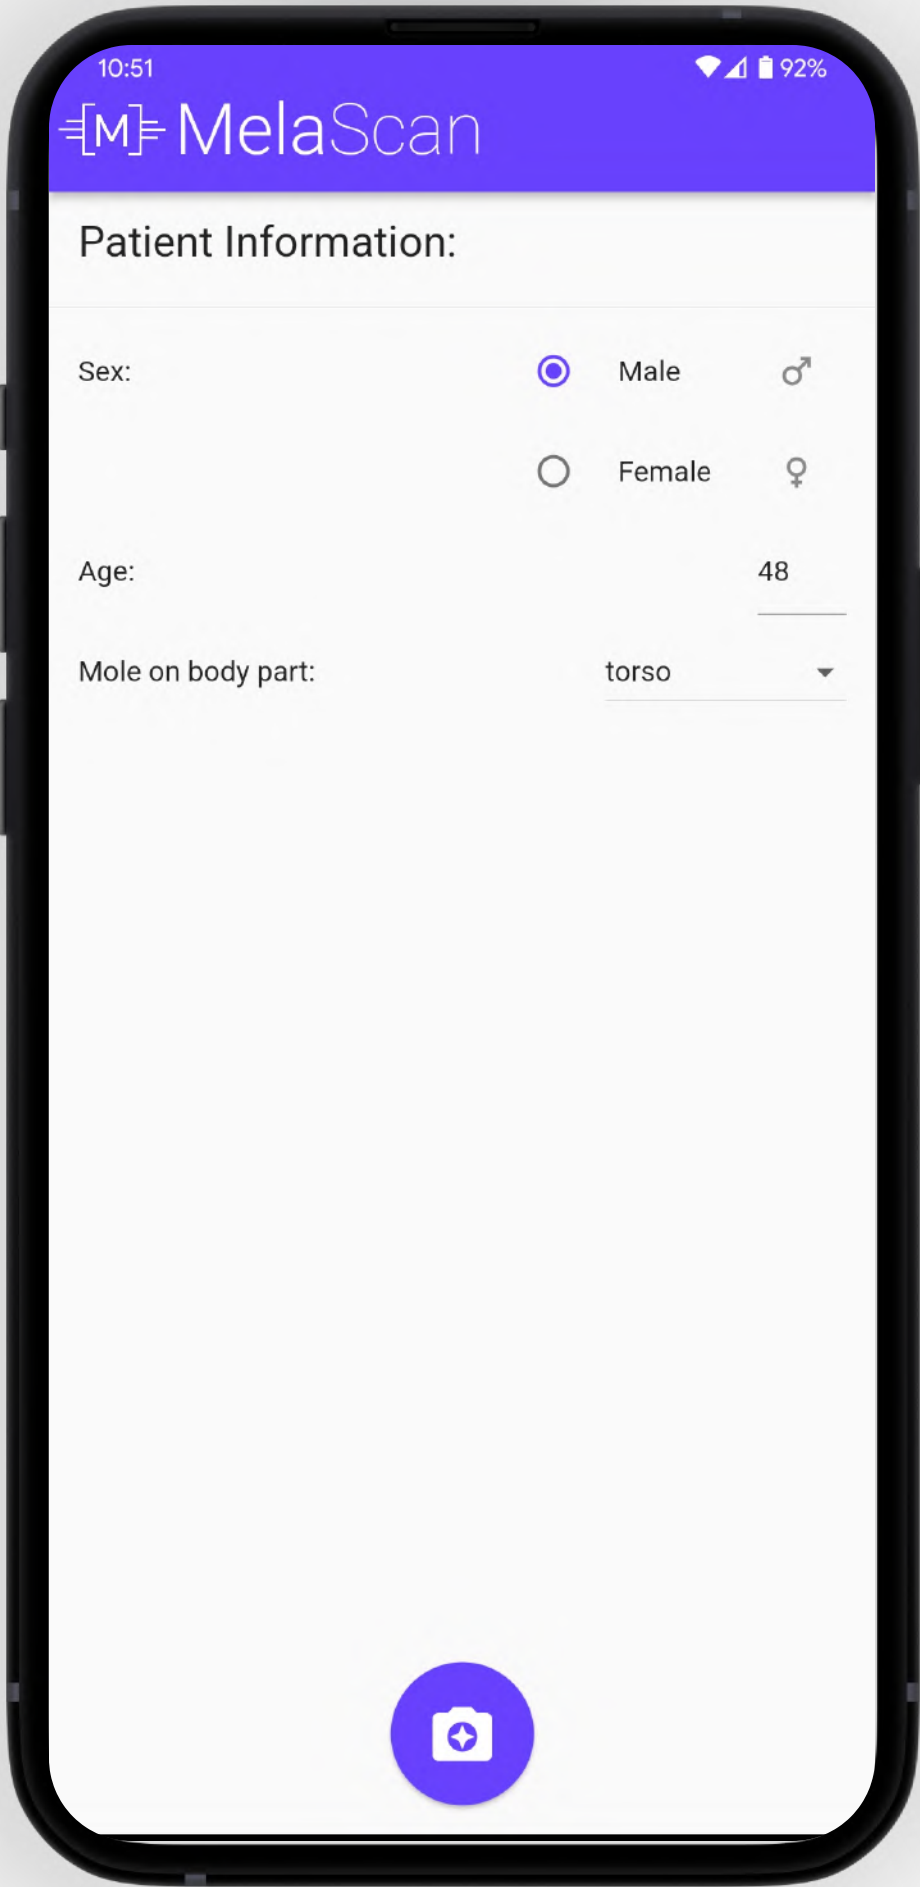 10:51 92%
[M] MelaScan
Patient Information:
Sex: Male
Female
Age: 48
Mole on body part: torso